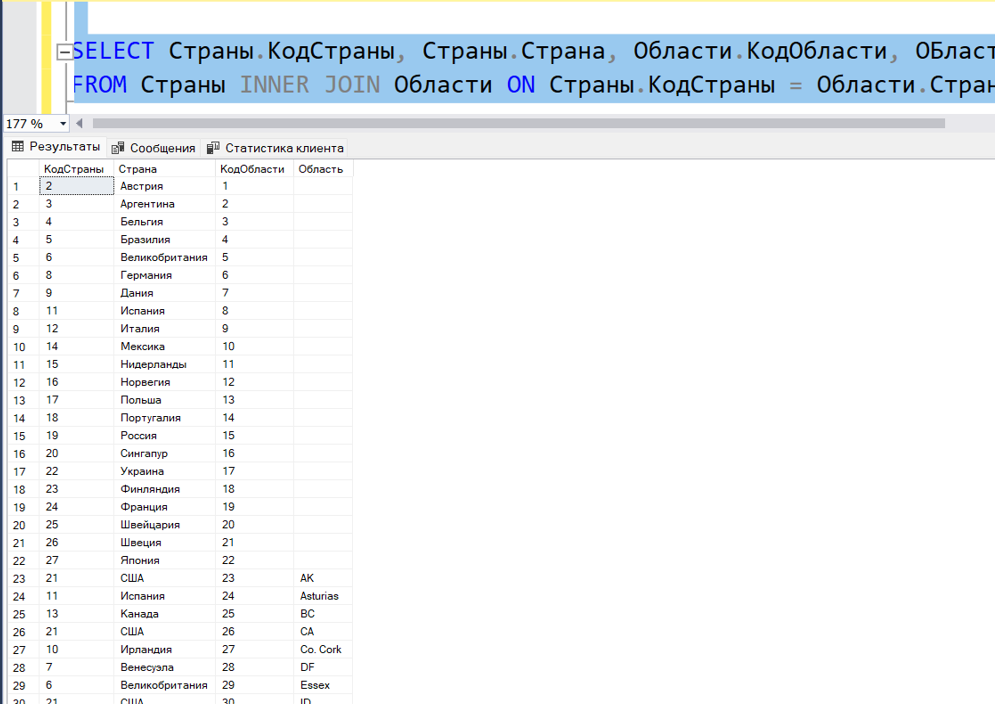 SELECT Страны.КодСтраны, Страны.Страна, Области.КодОбласти, ОБласт
FROM Страны INNER JOIN Области ON Страны.КодСтраны = Области.Стран
177 %
Результаты Сообщения Статистика клиента
КодСтраны Страна КодОбласти Область
1 2 Австрия 1
2 3 Аргентина 2
3 4 Бельгия 3
4 5 Бразилия 4
5 6 Великобритания 5
6 8 Германия 6
7 9 Дания 7
8 11 Испания 8
9 12 Италия 9
10 14 Мексика 10
11 15 Нидерланды 11
12 16 Норвегия 12
13 17 Польша 13
14 18 Португалия 14
15 19 Россия 15
16 20 Сингапур 16
17 22 Украина 17
18 23 Финляндия 18
19 24 Франция 19
20 25 Швейцария 20
21 26 Швеция 21
22 27 Япония 22
23 21 США 23 AK
24 11 Испания 24 Asturias
25 13 Канада 25 BC
26 21 США 26 CA
27 10 Ирландия 27 Co. Cork
28 7 Венесуэла 28 DF
29 6 Великобритания 29 Essex
30 21 США 30 ID